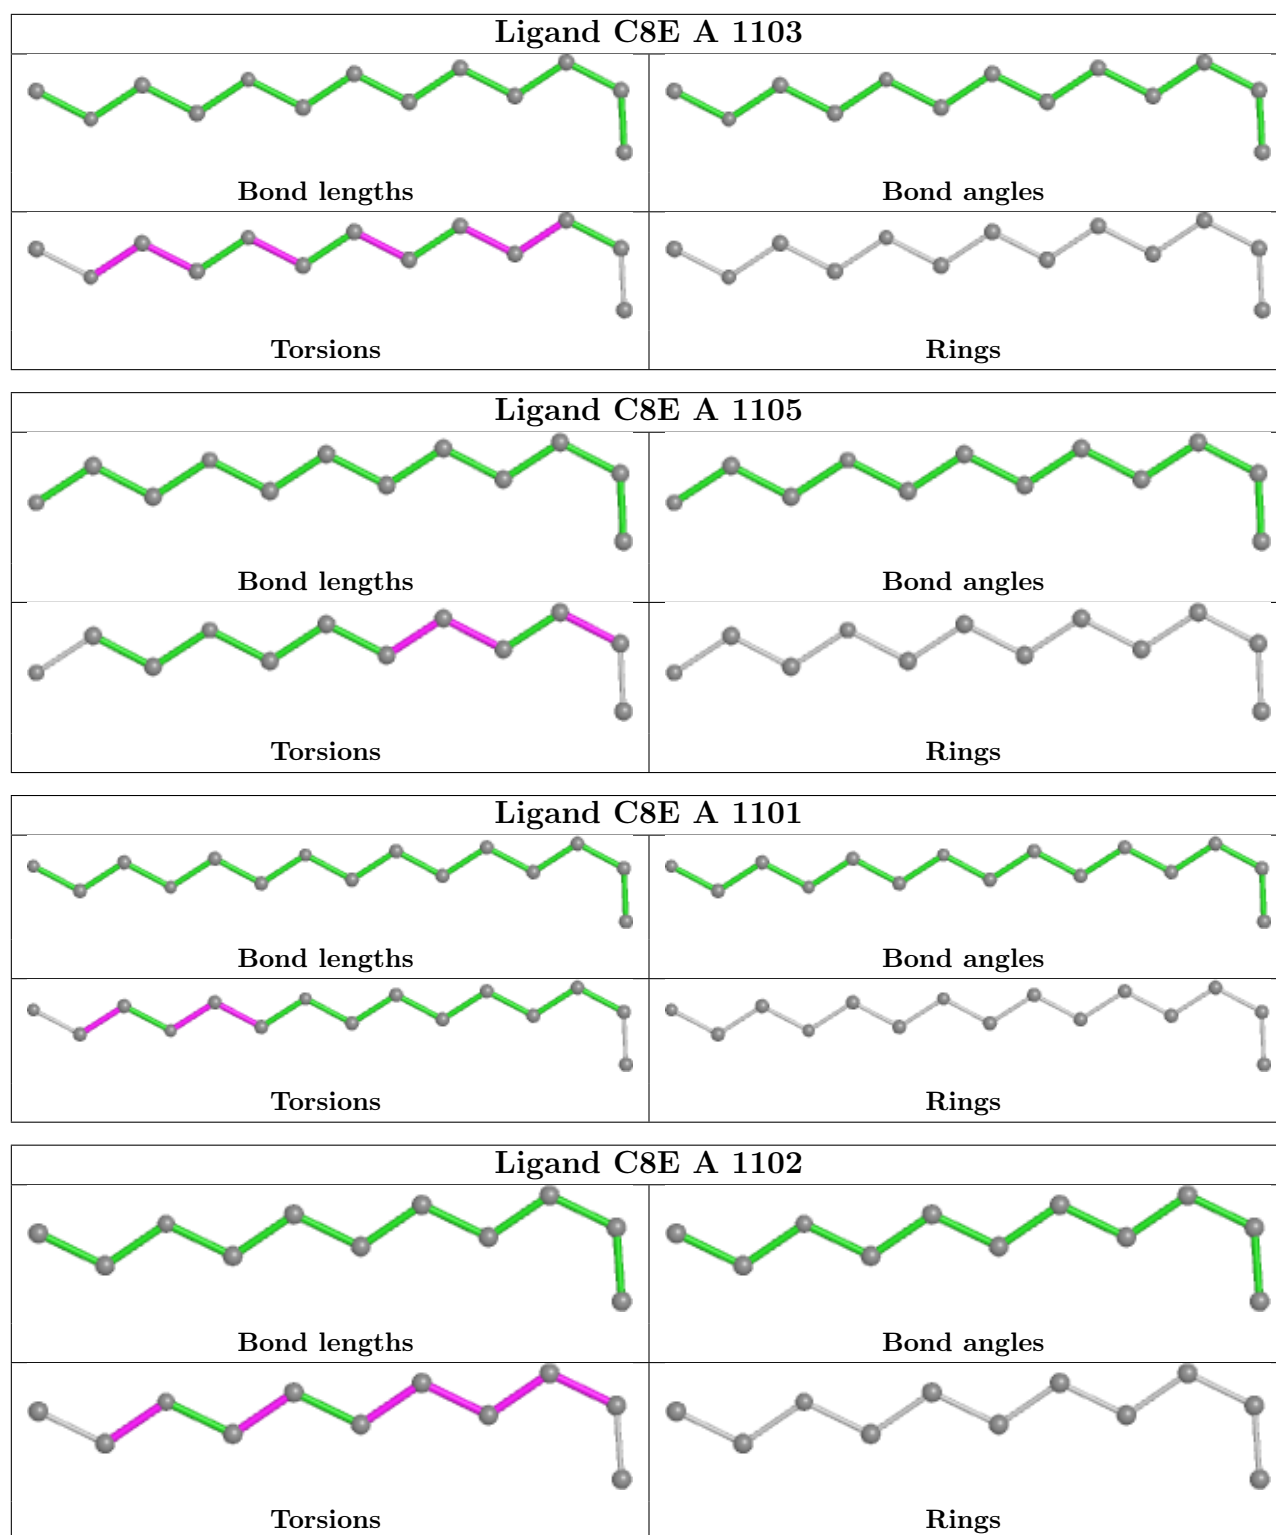 Ligand C8E A 1103
Bond lengths
Bond angles
Torsions
Rings
Ligand C8E A 1105
Bond lengths
Bond angles
Torsions
Rings
Ligand C8E A 1101
Bond lengths
Bond angles
Torsions
Rings
Ligand C8E A 1102
Bond lengths
Bond angles
Torsions
Rings